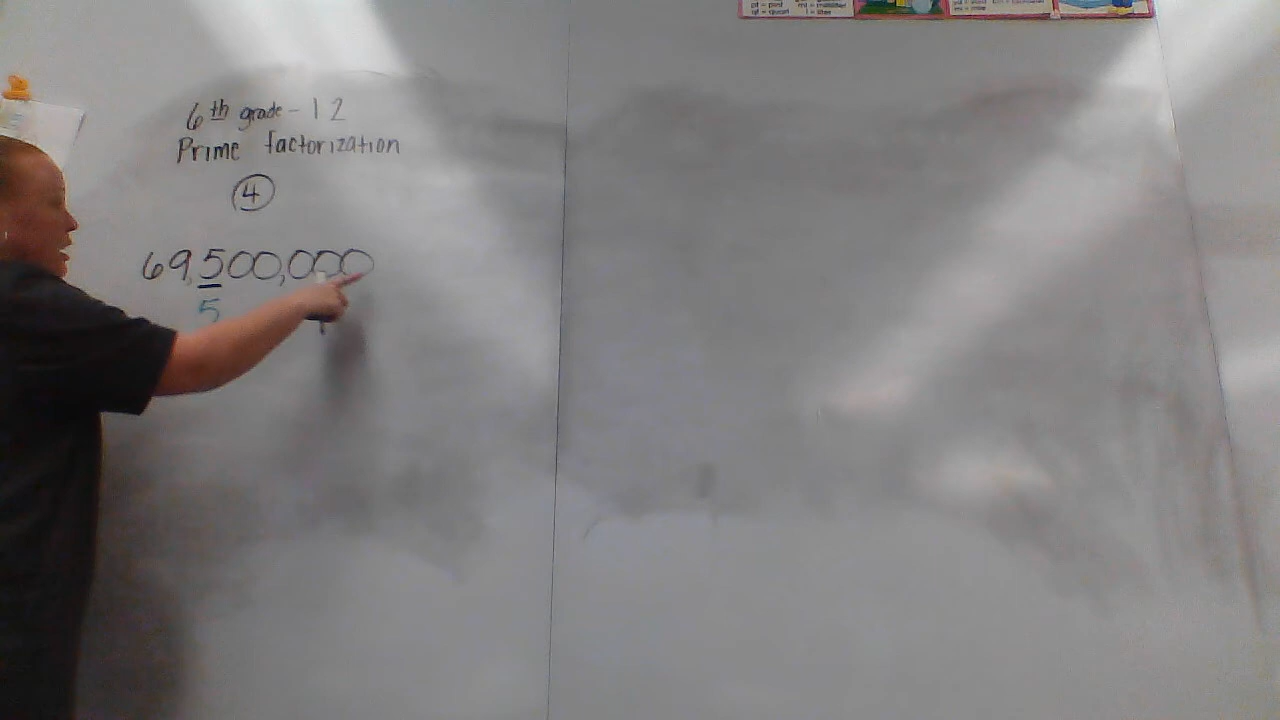 6th grade - 12
Prime factorization
4
69,500,000
5